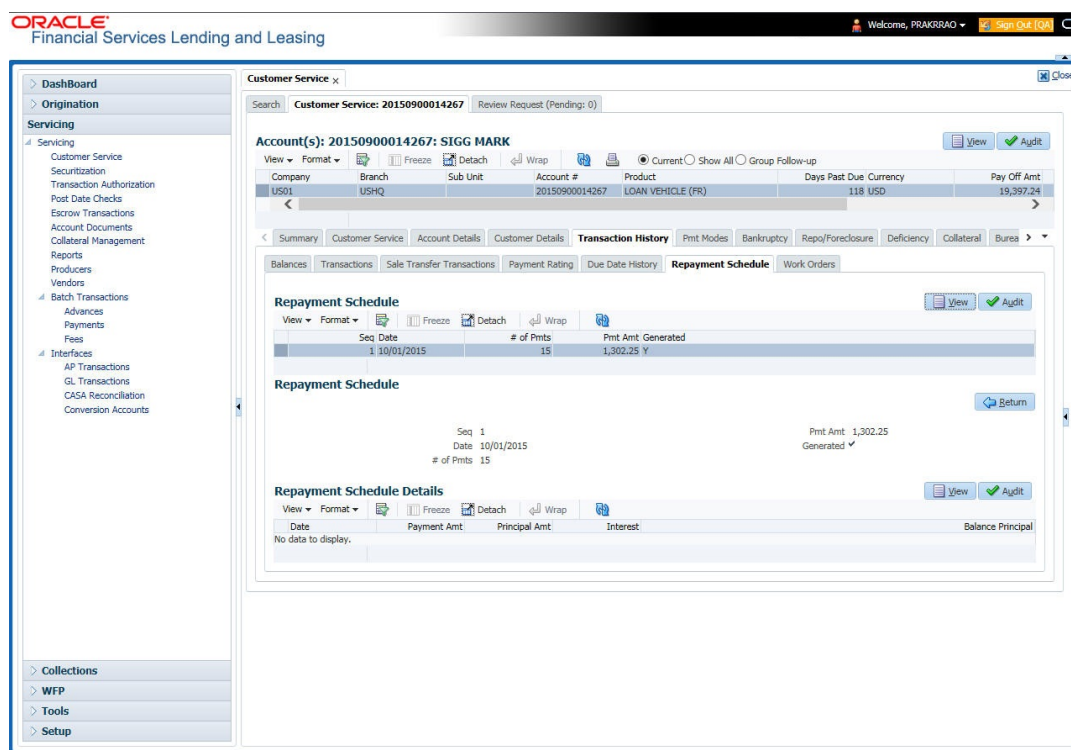 ORACLE
Financial Services Lending and Leasing
Welcome, PRAKRRAO
Sign Out [QA]
DashBoard
Origination
Servicing
Servicing
Customer Service
Securitization
Transaction Authorization
Post Date Checks
Escrow Transactions
Account Documents
Collateral Management
Reports
Producers
Vendors
Batch Transactions
Advances
Payments
Fees
Interfaces
AP Transactions
GL Transactions
CASA Reconciliation
Conversion Accounts
Collections
WFP
Tools
Setup
Customer Service x
Close
Search Customer Service: 20150900014267 Review Request (Pending: 0)
Account(s): 20150900014267: SIGG MARK
View Audit
View Format Freeze Detach Wrap Current Show All Group Follow-up
Company Branch Sub Unit Account # Product Days Past Due Currency Pay Off Amt
US01 USHQ 20150900014267 LOAN VEHICLE (FR) 118 USD 19,397.24
Summary Customer Service Account Details Customer Details Transaction History Pmt Modes Bankruptcy Repo/Foreclosure Deficiency Collateral Burea
Balances Transactions Sale Transfer Transactions Payment Rating Due Date History Repayment Schedule Work Orders
Repayment Schedule
View Audit
View Format Freeze Detach Wrap
Seq Date # of Pmts Pmt Amt Generated
1 10/01/2015 15 1,302.25 Y
Repayment Schedule
Return
Seq 1 Pmt Amt 1,302.25
Date 10/01/2015 Generated
# of Pmts 15
Repayment Schedule Details
View Audit
View Format Freeze Detach Wrap
Date Payment Amt Principal Amt Interest Balance Principal
No data to display.